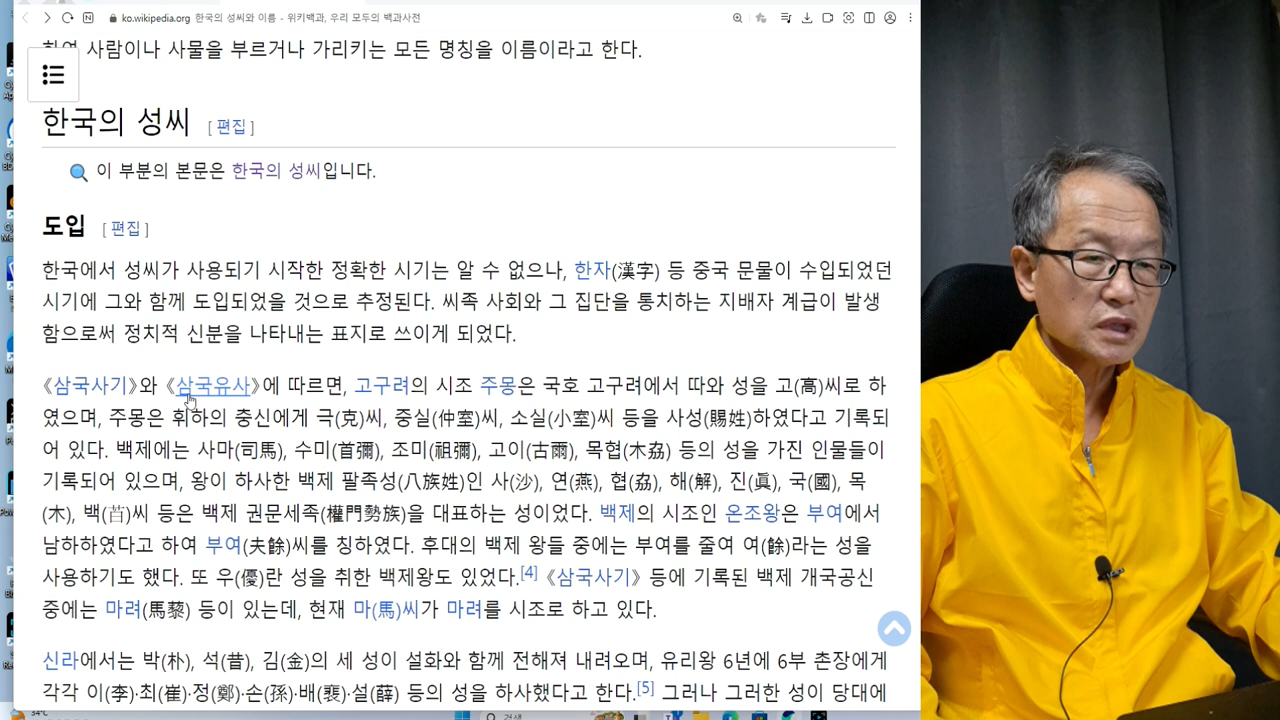 ko.wikipedia.org 한국의 성씨와 이름 - 위키백과, 우리 모두의 백과사전
사람이나 사물을 부르거나 가리키는 모든 명칭을 이름이라고 한다.
한국의 성씨 [편집]
이 부분의 본문은 한국의 성씨입니다.
도입 [편집]
한국에서 성씨가 사용되기 시작한 정확한 시기는 알 수 없으나, 한자(漢字) 등 중국 문물이 수입되었던
시기에 그와 함께 도입되었을 것으로 추정된다. 씨족 사회와 그 집단을 통치하는 지배자 계급이 발생
함으로써 정치적 신분을 나타내는 표지로 쓰이게 되었다.
《삼국사기》와 《삼국유사》에 따르면, 고구려의 시조 주몽은 국호 고구려에서 따와 성을 고(高)씨로 하
였으며, 주몽은 휘하의 충신에게 극(克)씨, 중실(仲室)씨, 소실(小室)씨 등을 사성(賜姓)하였다고 기록되
어 있다. 백제에는 사마(司馬), 수미(首彌), 조미(祖彌), 고이(古爾), 목협(木刕) 등의 성을 가진 인물들이
기록되어 있으며, 왕이 하사한 백제 팔족성(八族姓)인 사(沙), 연(燕), 협(刕), 해(解), 진(眞), 국(國), 목
(木), 백(苩)씨 등은 백제 권문세족(權門勢族)을 대표하는 성이었다. 백제의 시조인 온조왕은 부여에서
남하하였다고 하여 부여(夫餘)씨를 칭하였다. 후대의 백제 왕들 중에는 부여를 줄여 여(餘)라는 성을
사용하기도 했다. 또 우(優)란 성을 취한 백제왕도 있었다.[4]《삼국사기》 등에 기록된 백제 개국공신
중에는 마려(馬藜) 등이 있는데, 현재 마(馬)씨가 마려를 시조로 하고 있다.
신라에서는 박(朴), 석(昔), 김(金)의 세 성이 설화와 함께 전해져 내려오며, 유리왕 6년에 6부 촌장에게
각각 이(李)·최(崔)·정(鄭)·손(孫)·배(裵)·설(薛) 등의 성을 하사했다고 한다.[5] 그러나 그러한 성이 당대에
34°C
검색